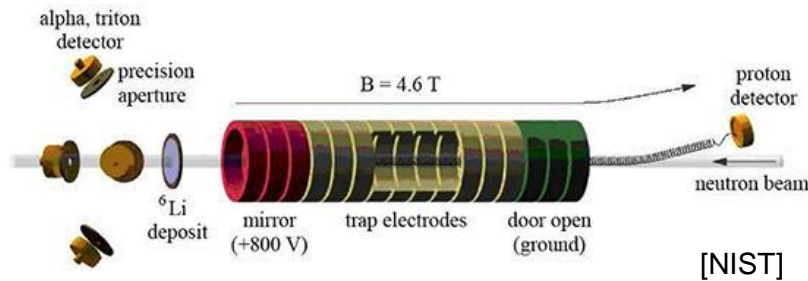 alpha, triton
detector
precision
aperture
B = 4.6 T
proton
detector
neutron beam
⁶Li
deposit
mirror
(+800 V)
trap electrodes
door open
(ground)
[NIST]